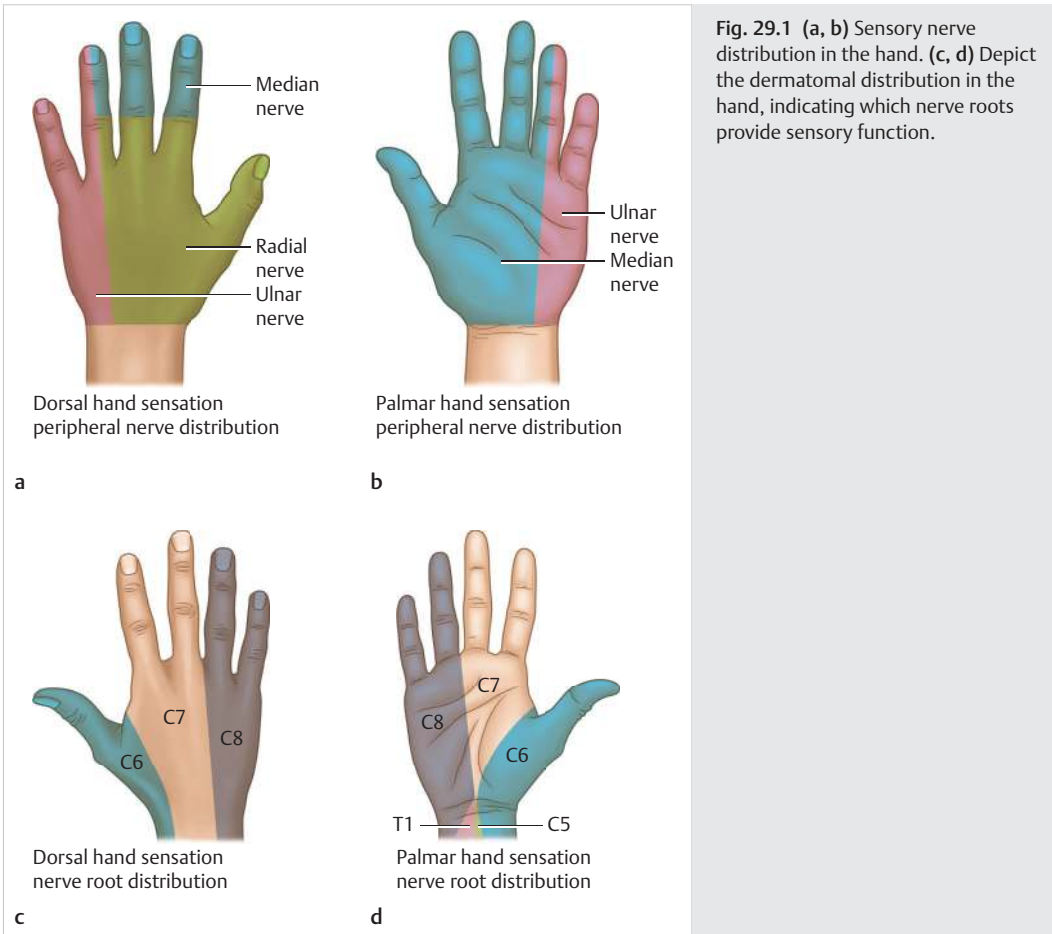 Median
nerve
Radial
nerve
Ulnar
nerve
Dorsal hand sensation
peripheral nerve distribution
a
Ulnar
nerve
Median
nerve
Palmar hand sensation
peripheral nerve distribution
b
C7
C8
C6
Dorsal hand sensation
nerve root distribution
c
C7
C8
C6
T1
C5
Palmar hand sensation
nerve root distribution
d
Fig. 29.1 (a, b) Sensory nerve
distribution in the hand. (c, d) Depict
the dermatomal distribution in the
hand, indicating which nerve roots
provide sensory function.